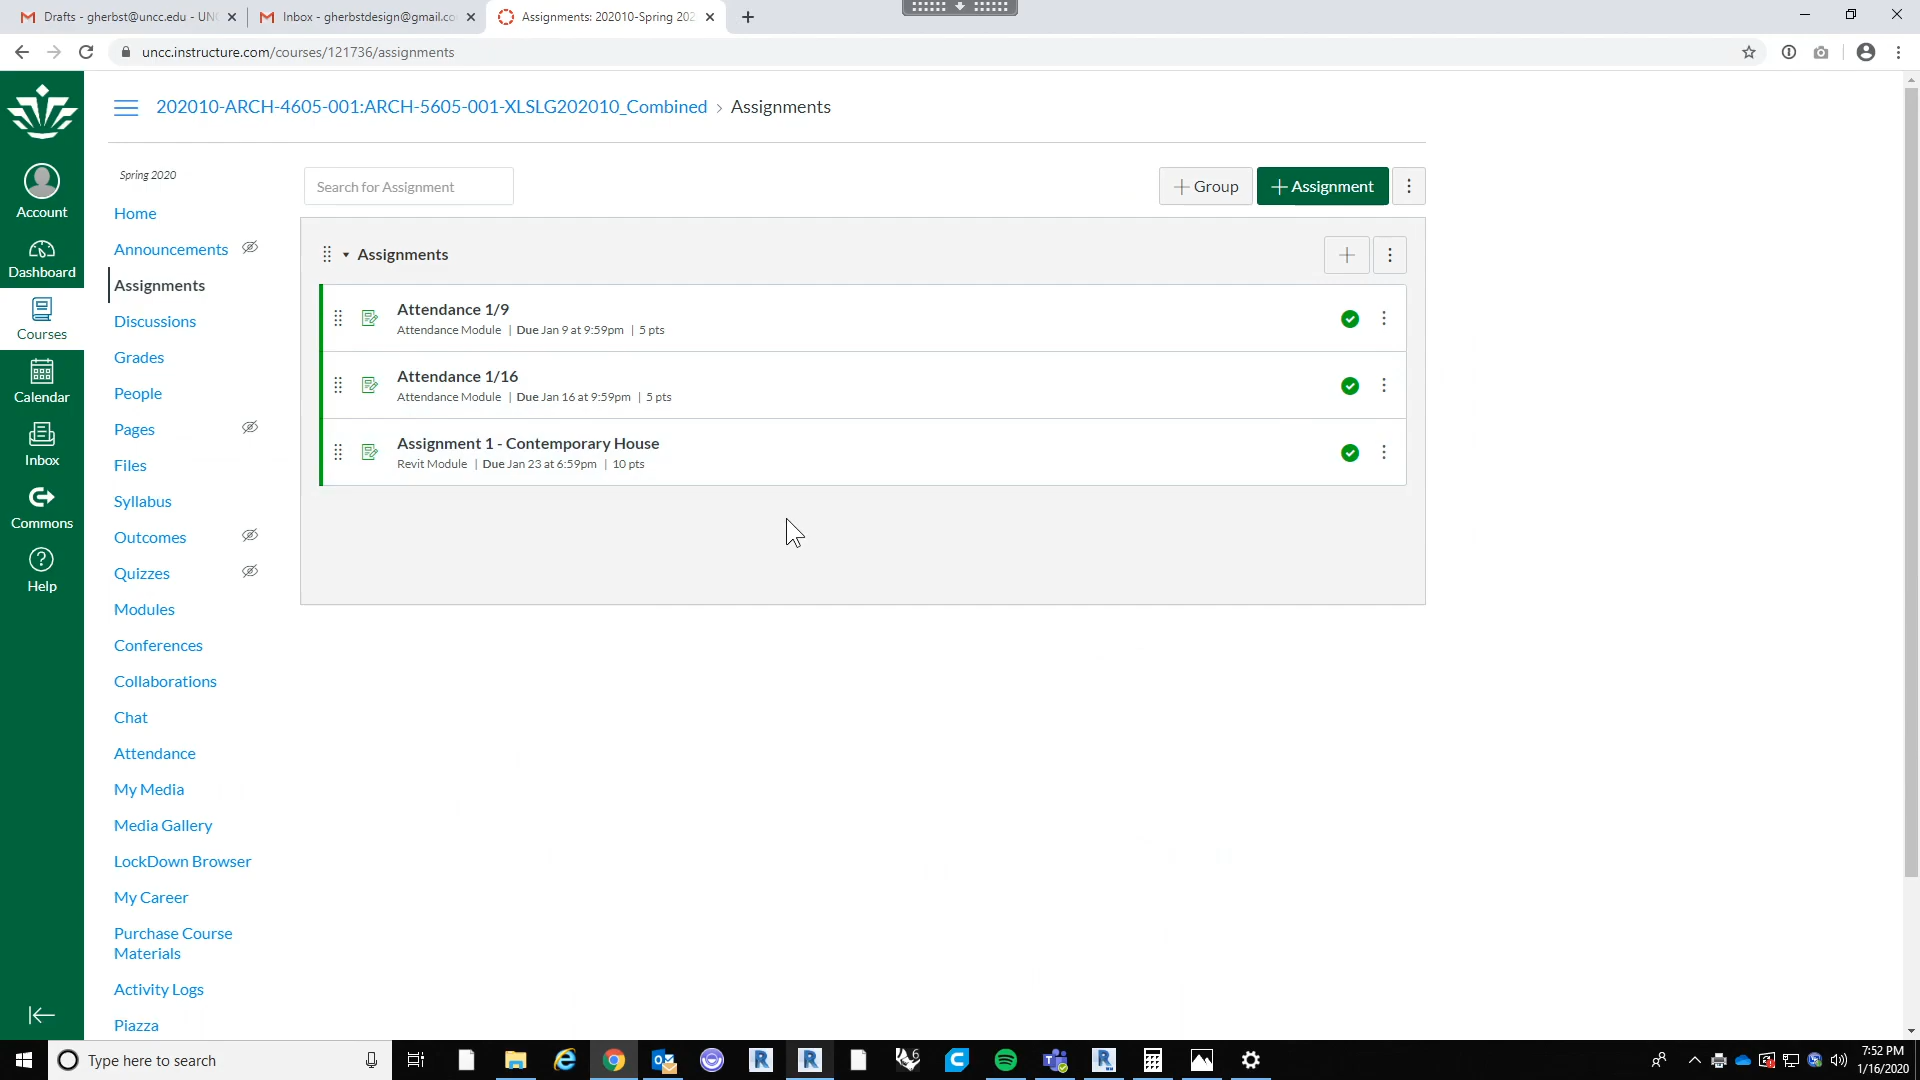 Drafts - gherbst@uncc.edu - UN
Inbox - gherbstdesign@gmail.co
Assignments: 202010-Spring 202
uncc.instructure.com/courses/121736/assignments
202010-ARCH-4605-001:ARCH-5605-001-XLSLG202010_Combined › Assignments
Account
Dashboard
Courses
Calendar
Inbox
Commons
Help
Spring 2020
Home
Announcements
Assignments
Discussions
Grades
People
Pages
Files
Syllabus
Outcomes
Quizzes
Modules
Conferences
Collaborations
Chat
Attendance
My Media
Media Gallery
LockDown Browser
My Career
Purchase Course
Materials
Activity Logs
Piazza
Search for Assignment
+ Group
+ Assignment
Assignments
Attendance 1/9
Attendance Module | Due Jan 9 at 9:59pm | 5 pts
Attendance 1/16
Attendance Module | Due Jan 16 at 9:59pm | 5 pts
Assignment 1 - Contemporary House
Revit Module | Due Jan 23 at 6:59pm | 10 pts
Type here to search
7:52 PM
1/16/2020